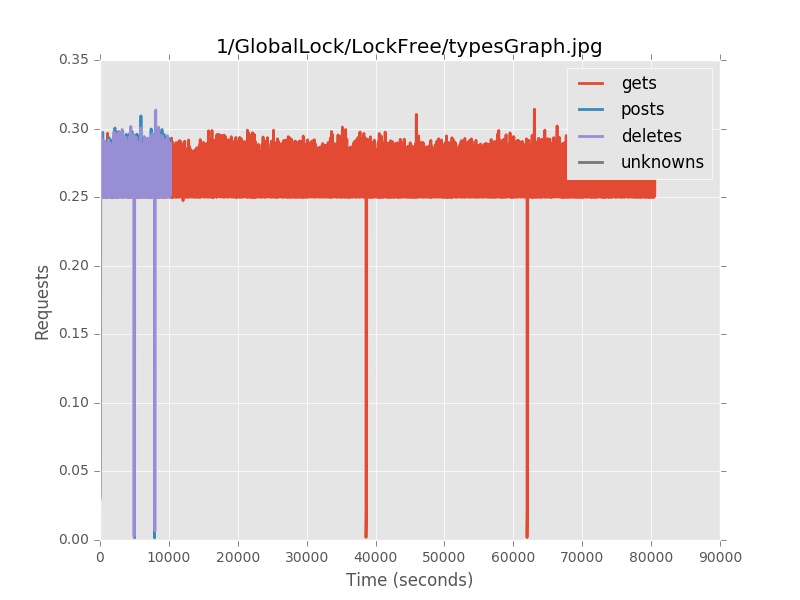 1/GlobalLock/LockFree/typesGraph.jpg
0.35
0.30
0.25
0.20
0.15
0.10
0.05
0.00
Requests
gets
posts
deletes
unknowns
0 10000 20000 30000 40000 50000 60000 70000 80000 90000
Time (seconds)